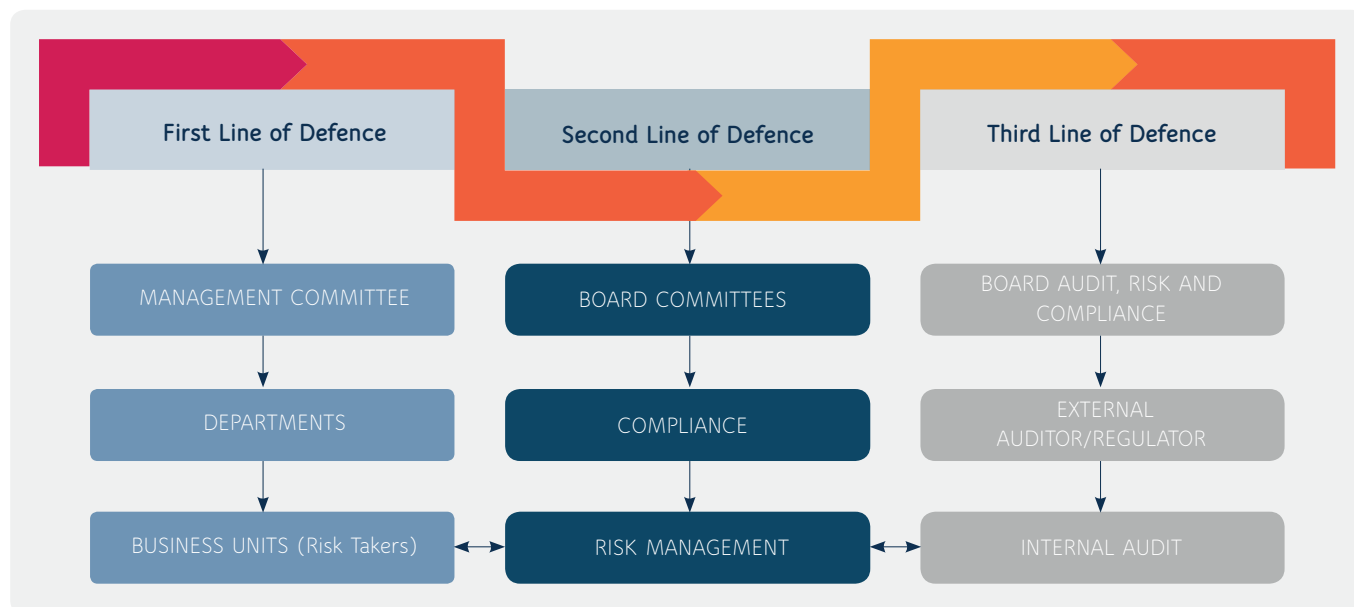 First Line of Defence
Second Line of Defence
Third Line of Defence
MANAGEMENT COMMITTEE
BOARD COMMITTEES
BOARD AUDIT, RISK AND
COMPLIANCE
DEPARTMENTS
COMPLIANCE
EXTERNAL
AUDITOR/REGULATOR
BUSINESS UNITS (Risk Takers)
RISK MANAGEMENT
INTERNAL AUDIT